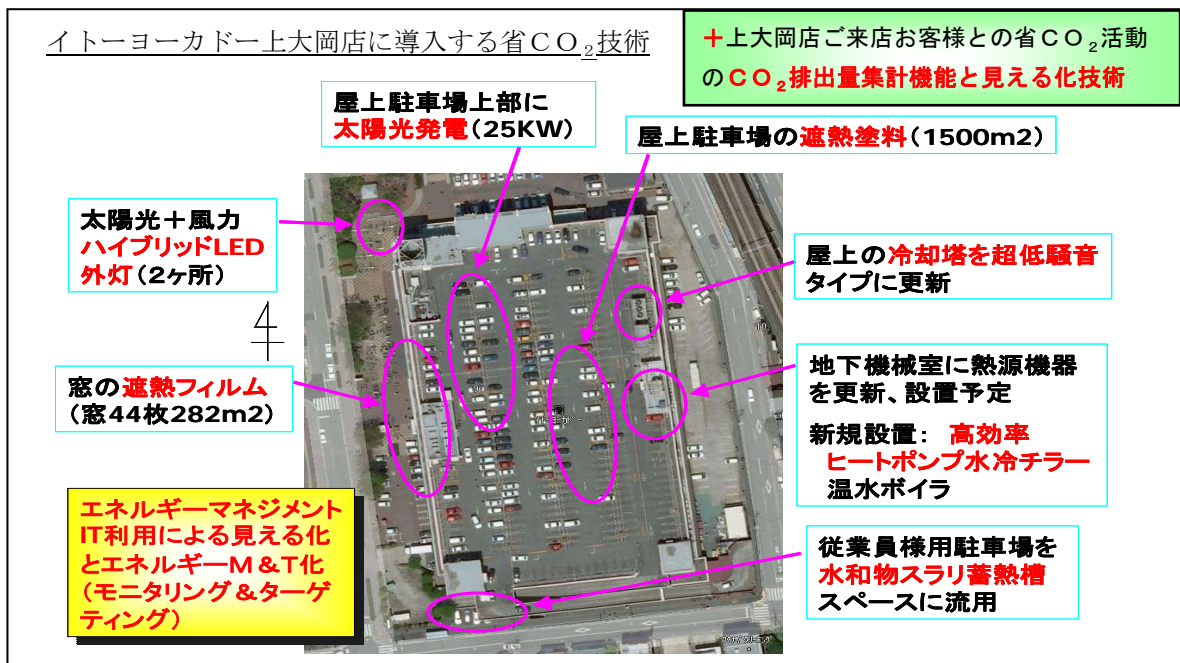 イトーヨーカドー上大岡店に導入する省CO₂技術
＋上大岡店ご来店お客様との省CO₂活動
のCO₂排出量集計機能と見える化技術
屋上駐車場上部に
太陽光発電(25KW)
屋上駐車場の遮熱塗料(1500m2)
太陽光＋風力
ハイブリッドLED
外灯(2ヶ所)
屋上の冷却塔を超低騒音
タイプに更新
窓の遮熱フィルム
(窓44枚282m2)
地下機械室に熱源機器
を更新、設置予定
新規設置： 高効率
ヒートポンプ水冷チラー
温水ボイラ
エネルギーマネジメント
IT利用による見える化
とエネルギーM＆T化
(モニタリング＆ターゲ
ティング)
従業員様用駐車場を
水和物スラリ蓄熱槽
スペースに流用